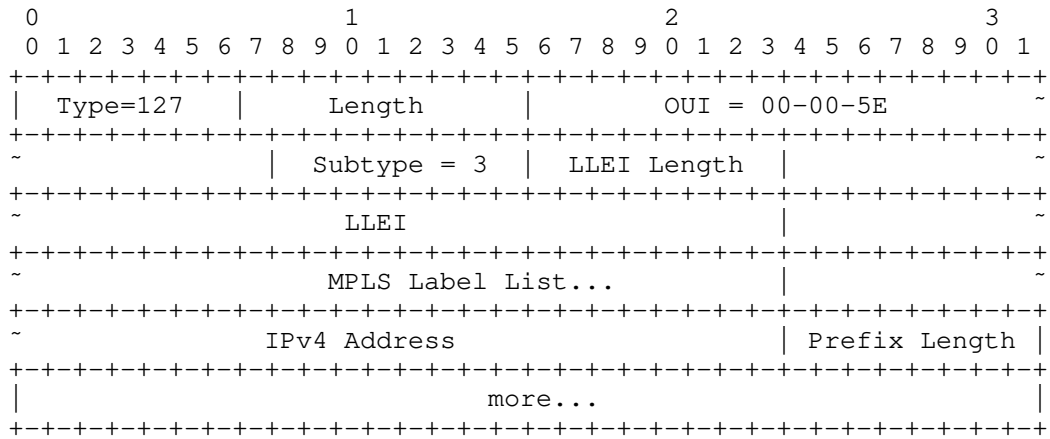 0                   1                   2                   3
 0 1 2 3 4 5 6 7 8 9 0 1 2 3 4 5 6 7 8 9 0 1 2 3 4 5 6 7 8 9 0 1
+-+-+-+-+-+-+-+-+-+-+-+-+-+-+-+-+-+-+-+-+-+-+-+-+-+-+-+-+-+-+-+-+
|  Type=127   |     Length      |        OUI = 00-00-5E         ~
+-+-+-+-+-+-+-+-+-+-+-+-+-+-+-+-+-+-+-+-+-+-+-+-+-+-+-+-+-+-+-+-+
~               |  Subtype = 3  |  LLEI Length  |               ~
+-+-+-+-+-+-+-+-+-+-+-+-+-+-+-+-+-+-+-+-+-+-+-+-+-+-+-+-+-+-+-+-+
~                    LLEI                       |               ~
+-+-+-+-+-+-+-+-+-+-+-+-+-+-+-+-+-+-+-+-+-+-+-+-+-+-+-+-+-+-+-+-+
~                   MPLS Label List...          |               ~
+-+-+-+-+-+-+-+-+-+-+-+-+-+-+-+-+-+-+-+-+-+-+-+-+-+-+-+-+-+-+-+-+
~               IPv4 Address                    | Prefix Length |
+-+-+-+-+-+-+-+-+-+-+-+-+-+-+-+-+-+-+-+-+-+-+-+-+-+-+-+-+-+-+-+-+
|                             more...                           |
+-+-+-+-+-+-+-+-+-+-+-+-+-+-+-+-+-+-+-+-+-+-+-+-+-+-+-+-+-+-+-+-+